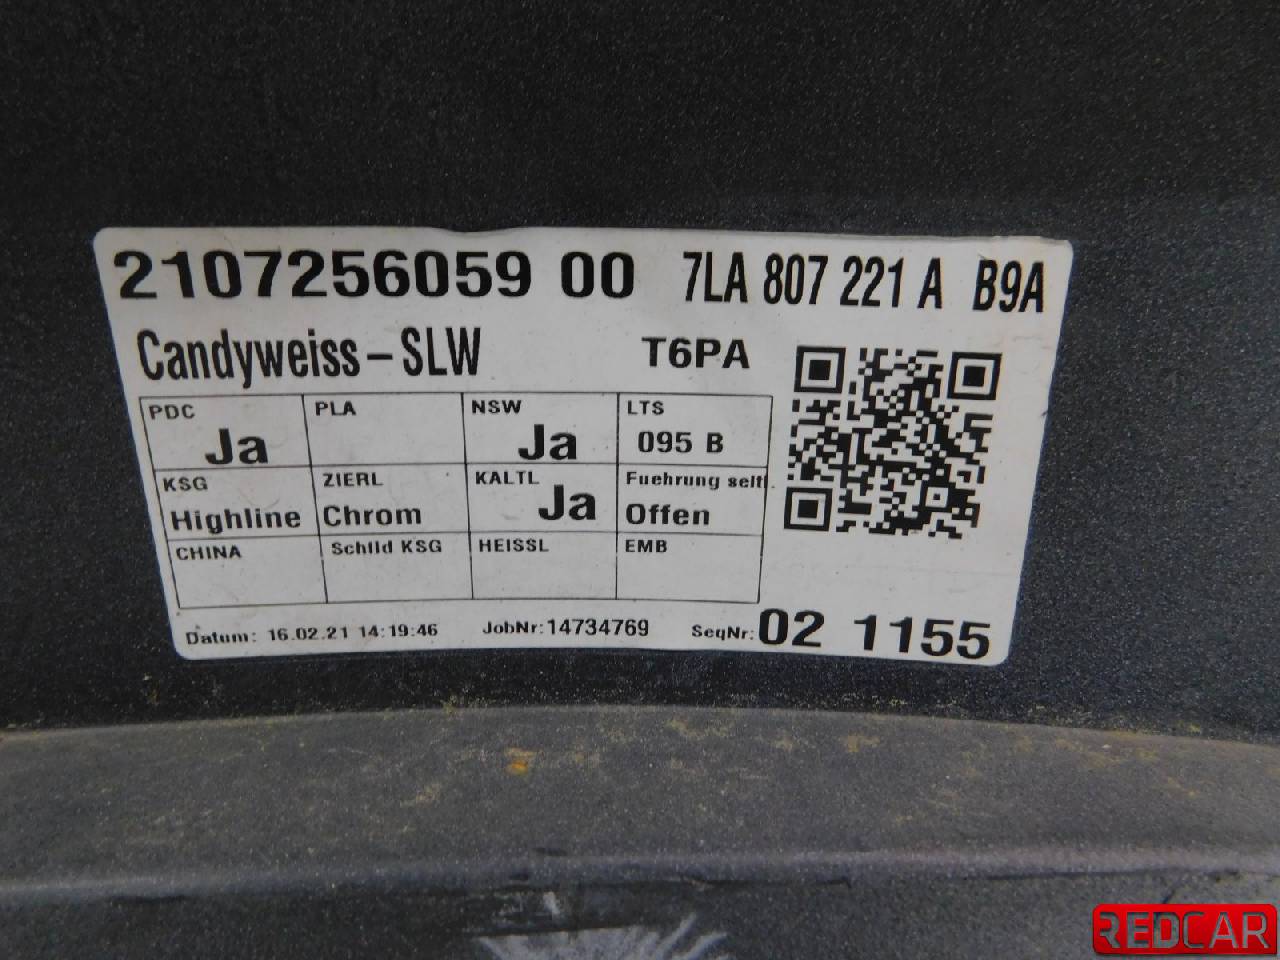 2107256059 00 7LA 807 221 A B9A
Candyweiss-SLW T6PA
PDC PLA NSW LTS
Ja Ja 095 B
KSG ZIERL KALTL Fuehrung seitl
Highline Chrom Ja Offen
CHINA Schild KSG HEISSL EMB
Datum: 16.02.21 14:19:46 JobNr: 14734769 SeqNr: 02 1155
REDCAR